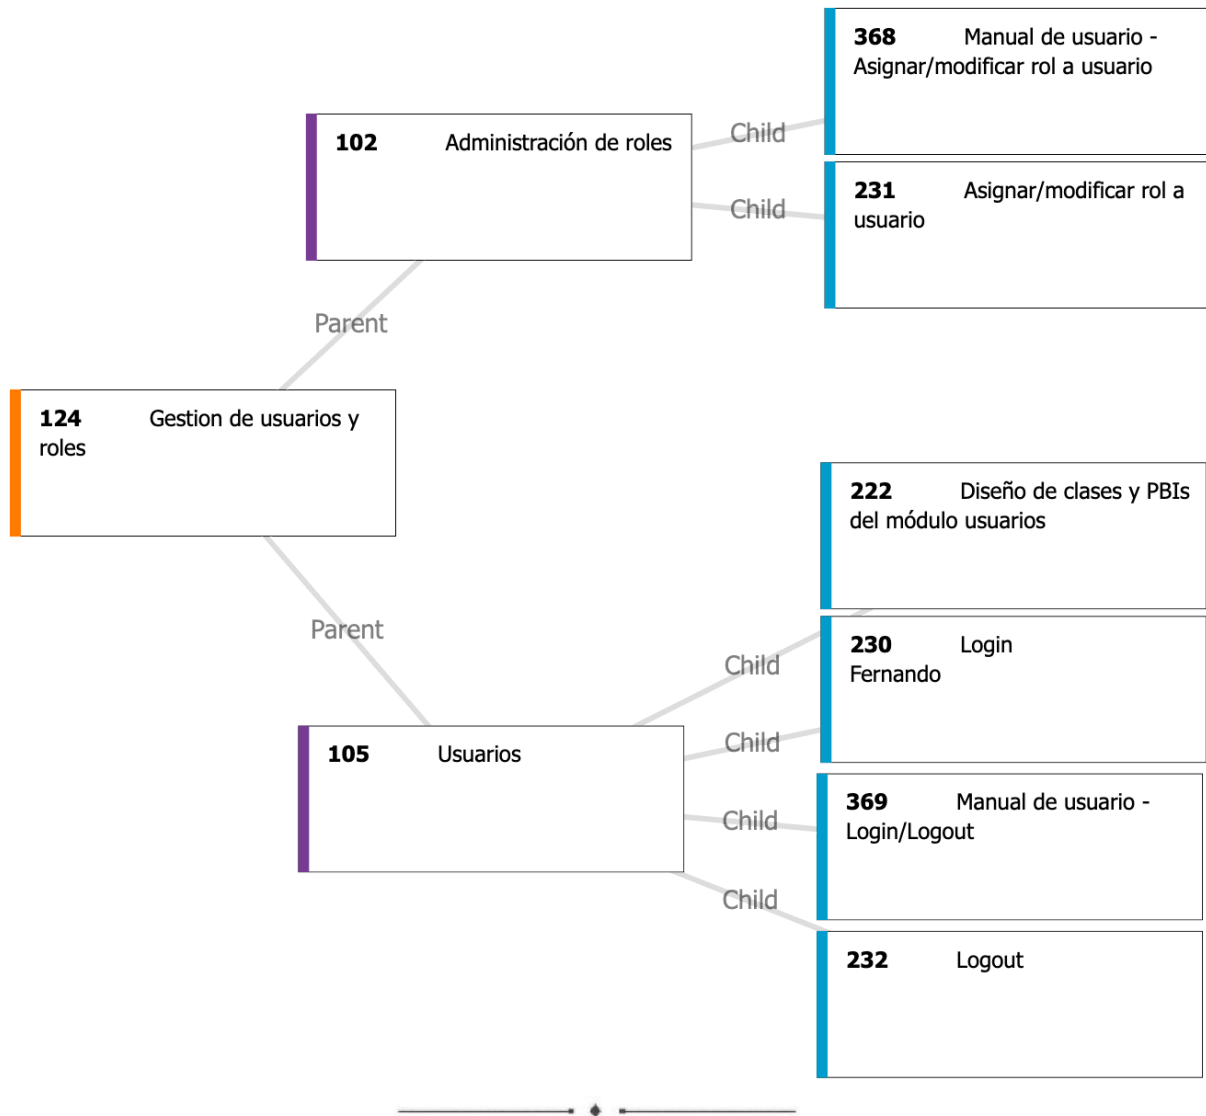 368 Manual de usuario -
Asignar/modificar rol a usuario
102 Administración de roles
Child
231 Asignar/modificar rol a
usuario
Child
Parent
124 Gestion de usuarios y
roles
222 Diseño de clases y PBIs
del módulo usuarios
Parent
230 Login
Fernando
Child
105 Usuarios
Child
369 Manual de usuario -
Login/Logout
Child
Child
232 Logout